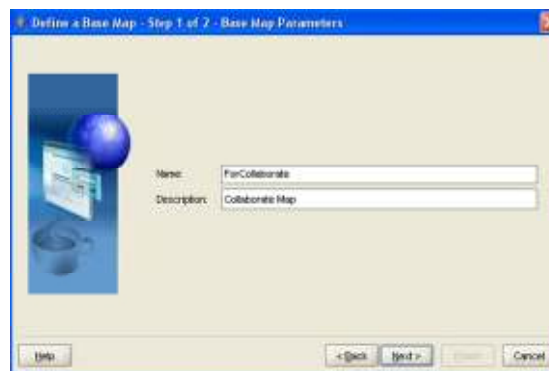 Define a Base Map - Step 1 of 2 - Base Map Parameters
Name: ForCollaborate
Description: Collaborate Map
Help < Back Next > Cancel